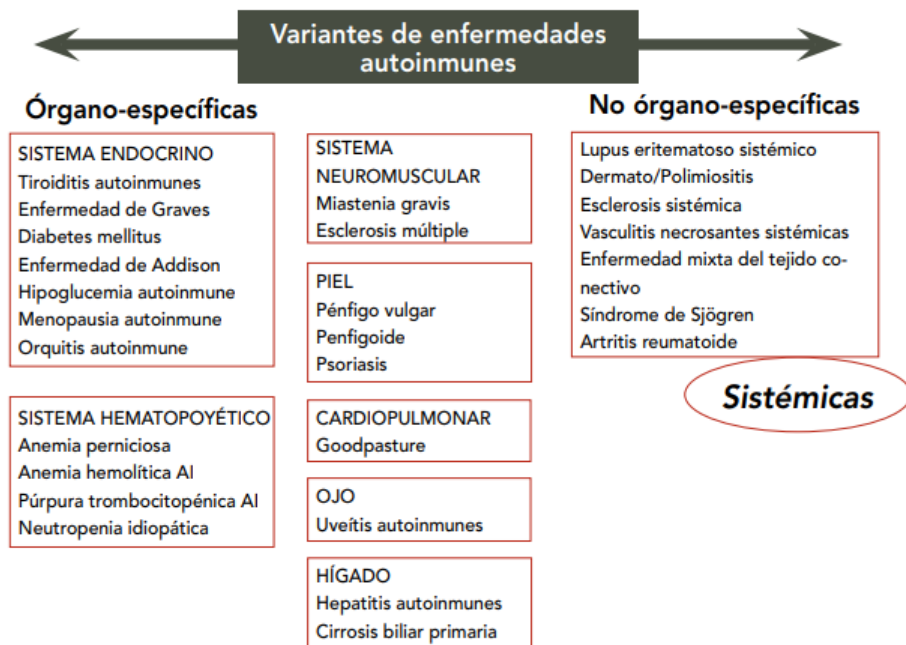 Variantes de enfermedades
autoinmunes
Órgano-específicas
SISTEMA ENDOCRINO
Tiroiditis autoinmunes
Enfermedad de Graves
Diabetes mellitus
Enfermedad de Addison
Hipoglucemia autoinmune
Menopausia autoinmune
Orquitis autoinmune
SISTEMA HEMATOPOYÉTICO
Anemia perniciosa
Anemia hemolítica AI
Púrpura trombocitopénica AI
Neutropenia idiopática
SISTEMA
NEUROMUSCULAR
Miastenia gravis
Esclerosis múltiple
PIEL
Pénfigo vulgar
Penfigoide
Psoriasis
CARDIOPULMONAR
Goodpasture
OJO
Uveítis autoinmunes
HÍGADO
Hepatitis autoinmunes
Cirrosis biliar primaria
No órgano-específicas
Lupus eritematoso sistémico
Dermato/Polimiositis
Esclerosis sistémica
Vasculitis necrosantes sistémicas
Enfermedad mixta del tejido co-
nectivo
Síndrome de Sjögren
Artritis reumatoide
Sistémicas